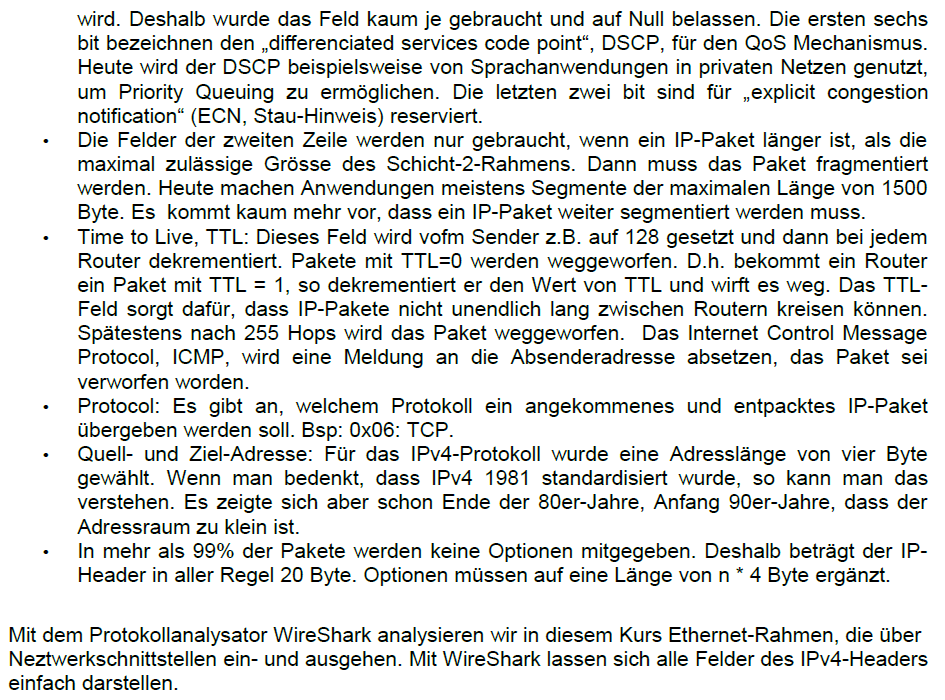 wird. Deshalb wurde das Feld kaum je gebraucht und auf Null belassen. Die ersten sechs
bit bezeichnen den „differenciated services code point“, DSCP, für den QoS Mechanismus.
Heute wird der DSCP beispielsweise von Sprachanwendungen in privaten Netzen genutzt,
um Priority Queuing zu ermöglichen. Die letzten zwei bit sind für „explicit congestion
notification“ (ECN, Stau-Hinweis) reserviert.
• Die Felder der zweiten Zeile werden nur gebraucht, wenn ein IP-Paket länger ist, als die
maximal zulässige Grösse des Schicht-2-Rahmens. Dann muss das Paket fragmentiert
werden. Heute machen Anwendungen meistens Segmente der maximalen Länge von 1500
Byte. Es kommt kaum mehr vor, dass ein IP-Paket weiter segmentiert werden muss.
• Time to Live, TTL: Dieses Feld wird vofm Sender z.B. auf 128 gesetzt und dann bei jedem
Router dekrementiert. Pakete mit TTL=0 werden weggeworfen. D.h. bekommt ein Router
ein Paket mit TTL = 1, so dekrementiert er den Wert von TTL und wirft es weg. Das TTL-
Feld sorgt dafür, dass IP-Pakete nicht unendlich lang zwischen Routern kreisen können.
Spätestens nach 255 Hops wird das Paket weggeworfen. Das Internet Control Message
Protocol, ICMP, wird eine Meldung an die Absenderadresse absetzen, das Paket sei
verworfen worden.
• Protocol: Es gibt an, welchem Protokoll ein angekommenes und entpacktes IP-Paket
übergeben werden soll. Bsp: 0x06: TCP.
• Quell- und Ziel-Adresse: Für das IPv4-Protokoll wurde eine Adresslänge von vier Byte
gewählt. Wenn man bedenkt, dass IPv4 1981 standardisiert wurde, so kann man das
verstehen. Es zeigte sich aber schon Ende der 80er-Jahre, Anfang 90er-Jahre, dass der
Adressraum zu klein ist.
• In mehr als 99% der Pakete werden keine Optionen mitgegeben. Deshalb beträgt der IP-
Header in aller Regel 20 Byte. Optionen müssen auf eine Länge von n * 4 Byte ergänzt.
Mit dem Protokollanalysator WireShark analysieren wir in diesem Kurs Ethernet-Rahmen, die über
Neztwerkschnittstellen ein- und ausgehen. Mit WireShark lassen sich alle Felder des IPv4-Headers
einfach darstellen.